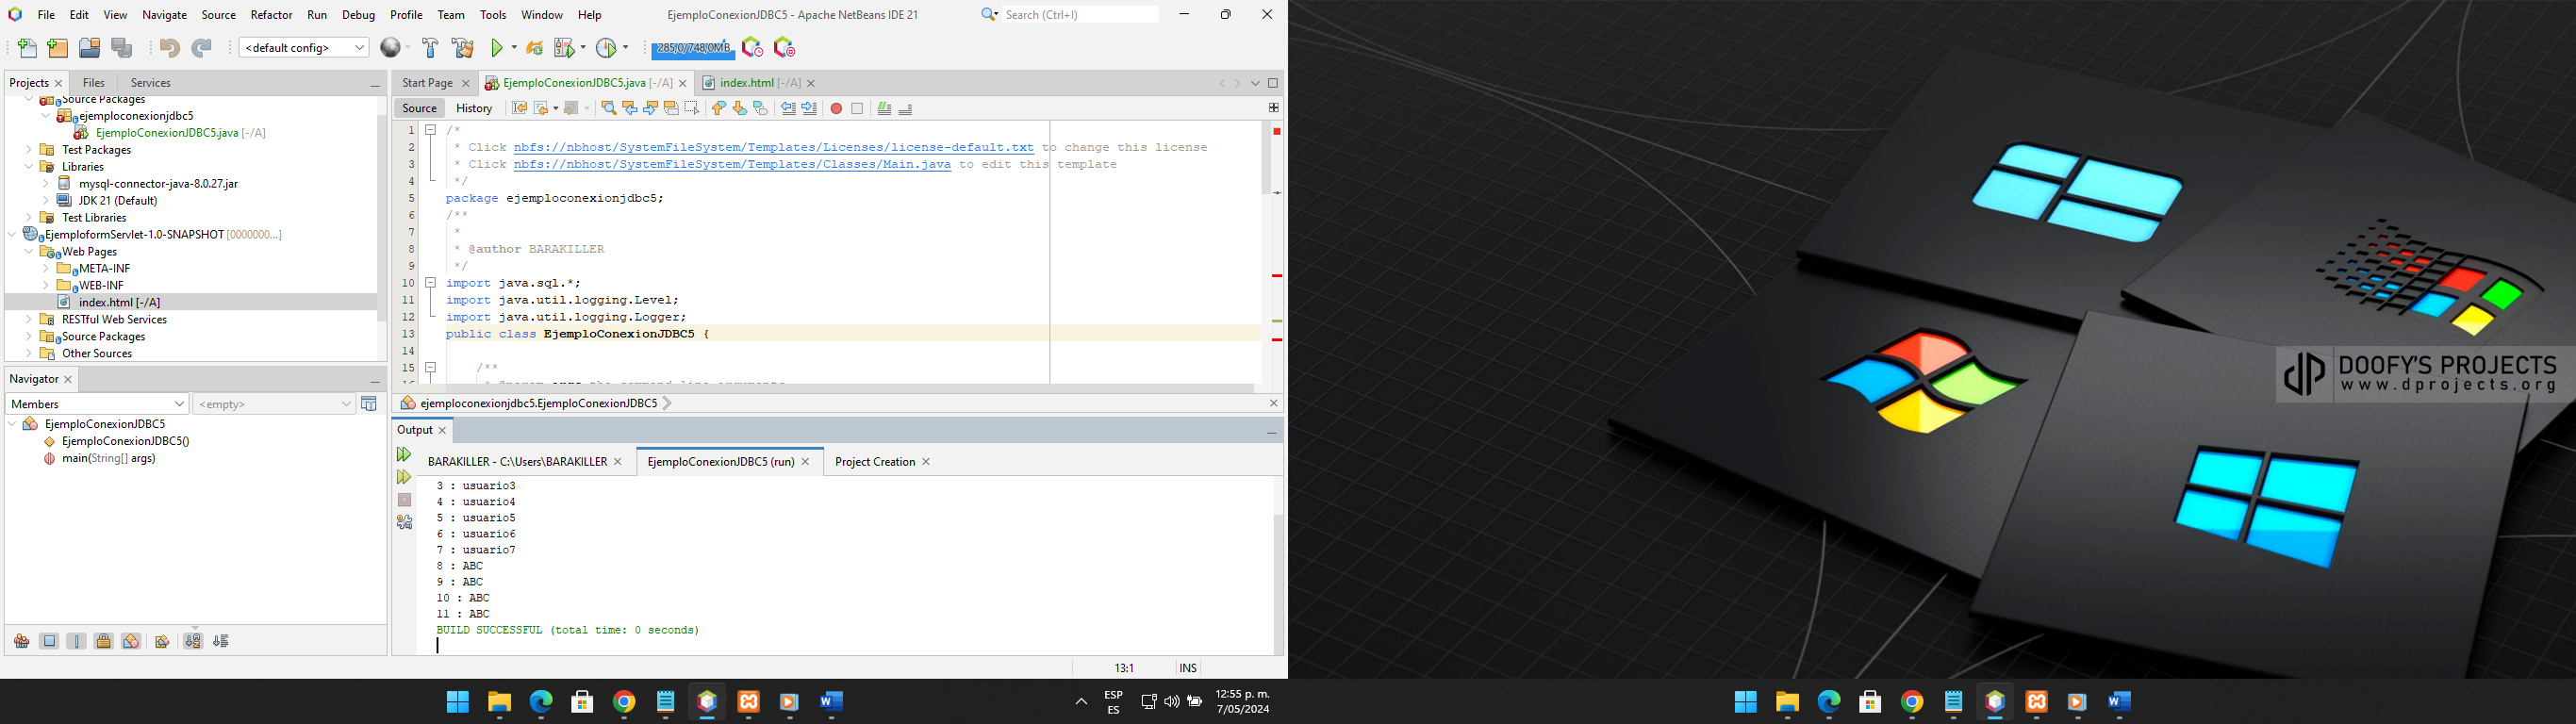 File Edit View Navigate Source Refactor Run Debug Profile Team Tools Window Help
EjemploConexionJDBC5 - Apache NetBeans IDE 21
Search (Ctrl+I)
<default config>
285,0/748,0MB
Projects Files Services
Source Packages
ejemploconexionjdbc5
EjemploConexionJDBC5.java [-/A]
Test Packages
Libraries
mysql-connector-java-8.0.27.jar
JDK 21 (Default)
Test Libraries
EjemploformServlet-1.0-SNAPSHOT [0000000...]
Web Pages
META-INF
WEB-INF
index.html [-/A]
RESTful Web Services
Source Packages
Other Sources
Navigator
Members
<empty>
EjemploConexionJDBC5
EjemploConexionJDBC5()
main(String[] args)
Start Page EjemploConexionJDBC5.java [-/A] index.html [-/A]
Source History
1 /*
2 * Click nbfs://nbhost/SystemFileSystem/Templates/Licenses/license-default.txt to change this license
3 * Click nbfs://nbhost/SystemFileSystem/Templates/Classes/Main.java to edit this template
4 */
5 package ejemploconexionjdbc5;
6 /**
7 *
8 * @author BARAKILLER
9 */
10 import java.sql.*;
11 import java.util.logging.Level;
12 import java.util.logging.Logger;
13 public class EjemploConexionJDBC5 {
14
15 /**
ejemploconexionjdbc5.EjemploConexionJDBC5
Output
BARAKILLER - C:\Users\BARAKILLER EjemploConexionJDBC5 (run) Project Creation
3 : usuario3
4 : usuario4
5 : usuario5
6 : usuario6
7 : usuario7
8 : ABC
9 : ABC
10 : ABC
11 : ABC
BUILD SUCCESSFUL (total time: 0 seconds)
13:1 INS
ESP
ES
12:55 p. m.
7/05/2024
DOOFY'S PROJECTS
www.dprojects.org